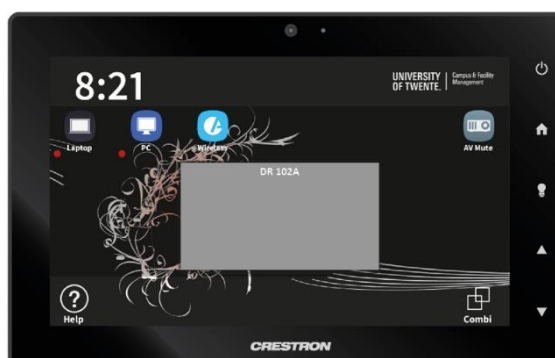 8:21
UNIVERSITY
OF TWENTE.
Campus & Facility
Management
Laptop
PC
Wireless
AV Mute
DR 102A
Help
Combi
CRESTRON